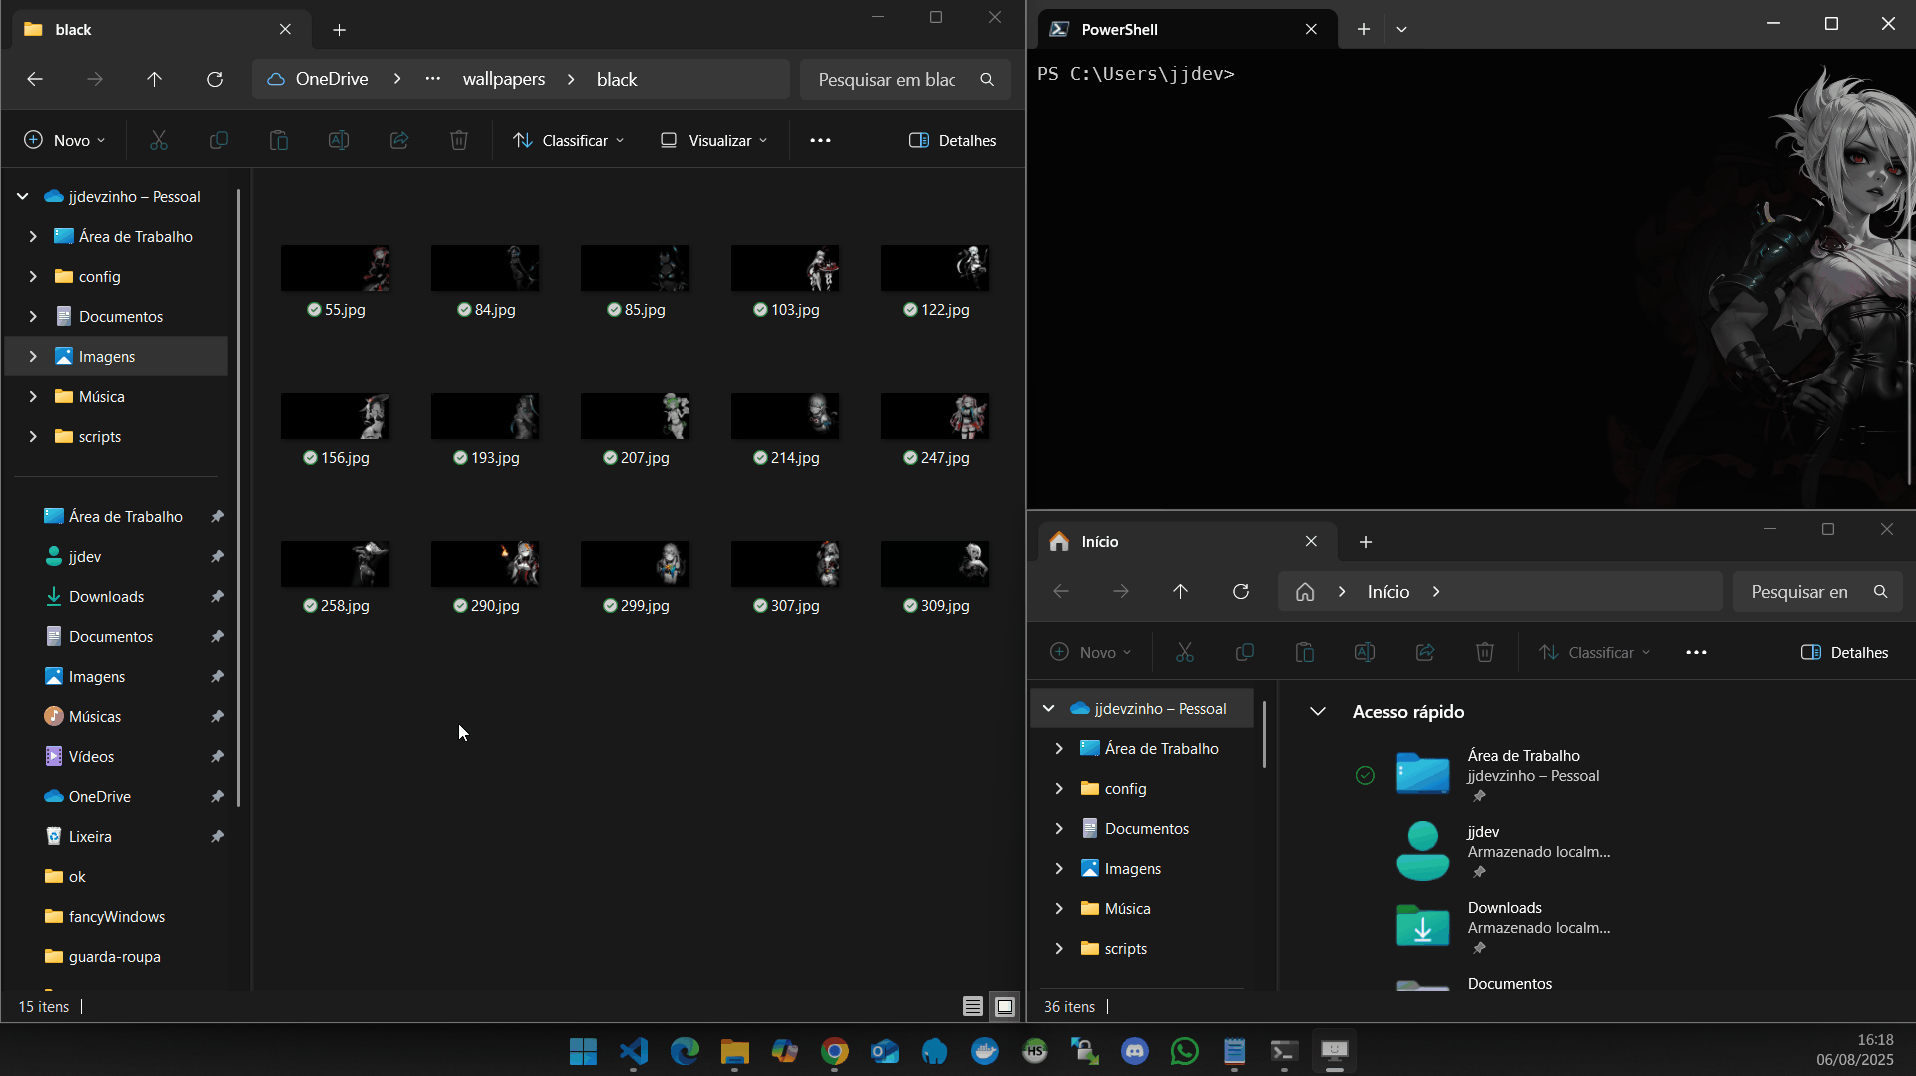 black
OneDrive
wallpapers
black
Pesquisar em blac
Novo
Classificar
Visualizar
Detalhes
jjdevzinho – Pessoal
Área de Trabalho
config
Documentos
Imagens
Música
scripts
Área de Trabalho
jjdev
Downloads
Documentos
Imagens
Músicas
Vídeos
OneDrive
Lixeira
ok
fancyWindows
guarda-roupa
55.jpg
84.jpg
85.jpg
103.jpg
122.jpg
156.jpg
193.jpg
207.jpg
214.jpg
247.jpg
258.jpg
290.jpg
299.jpg
307.jpg
309.jpg
15 itens
PowerShell
PS C:\Users\jjdev>
Início
Início
Pesquisar en
Novo
Classificar
Detalhes
jjdevzinho – Pessoal
Área de Trabalho
config
Documentos
Imagens
Música
scripts
Acesso rápido
Área de Trabalho
jjdevzinho – Pessoal
jjdev
Armazenado localm...
Downloads
Armazenado localm...
Documentos
36 itens
HS
16:18
06/08/2025